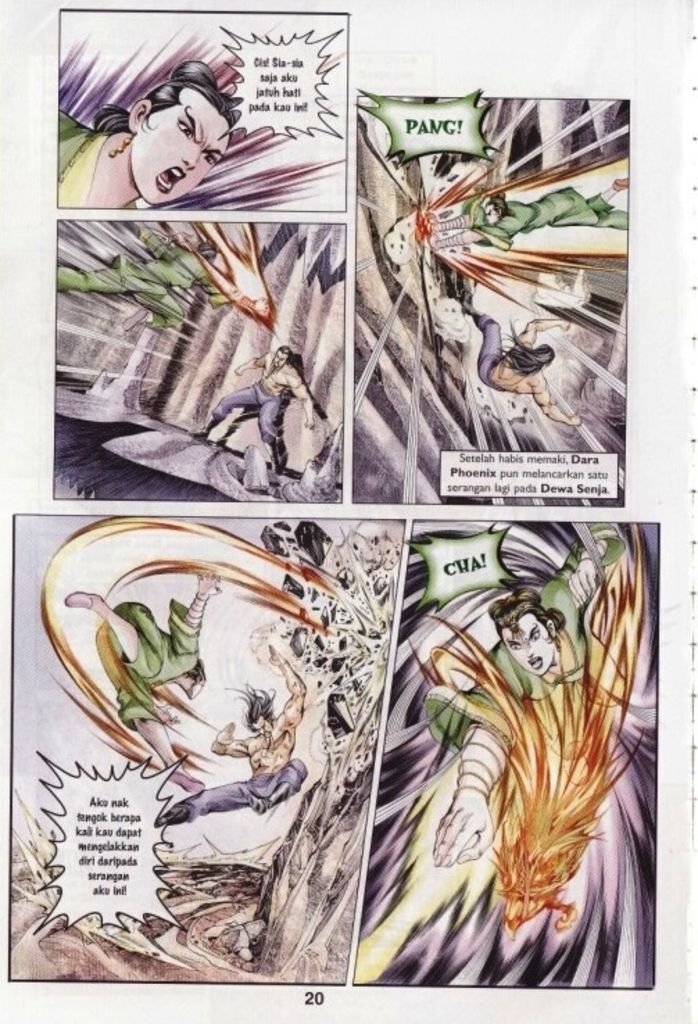 Cis! Sia-sia
saja aku
jatuh hati
pada kau ini!
PANG!
Setelah habis memaki, Dara
Phoenix pun melancarkan satu
serangan lagi pada Dewa Senja.
Aku nak
tengok berapa
kali kau dapat
mengelakkan
diri daripada
serangan
aku ini!
CHA!
20